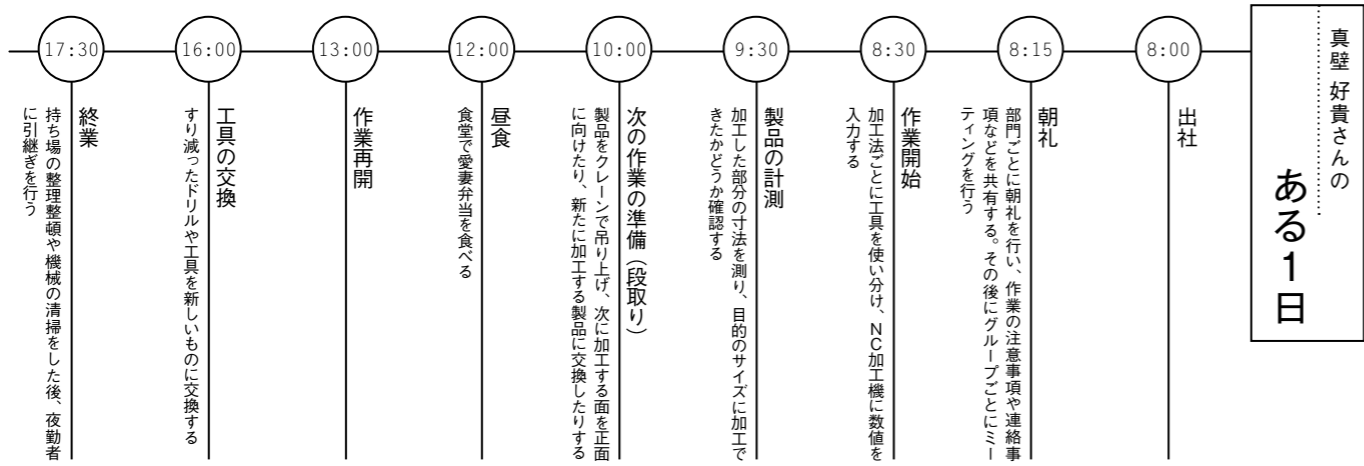 真壁 好貴さんの
ある1日
8:00
出社
8:15
朝礼
部門ごとに朝礼を行い、作業の注意事項や連絡事
項などを共有する。その後にグループごとにミー
ティングを行う
8:30
作業開始
加工法ごとに工具を使い分け、NC加工機に数値を
入力する
9:30
製品の計測
加工した部分の寸法を測り、目的のサイズに加工で
きたかどうか確認する
10:00
次の作業の準備（段取り）
製品をクレーンで吊り上げ、次に加工する面を正面
に向けたり、新たに加工する製品に交換したりする
12:00
昼食
食堂で愛妻弁当を食べる
13:00
作業再開
16:00
工具の交換
すり減ったドリルや工具を新しいものに交換する
17:30
終業
持ち場の整理整頓や機械の清掃をした後、夜勤者
に引継ぎを行う